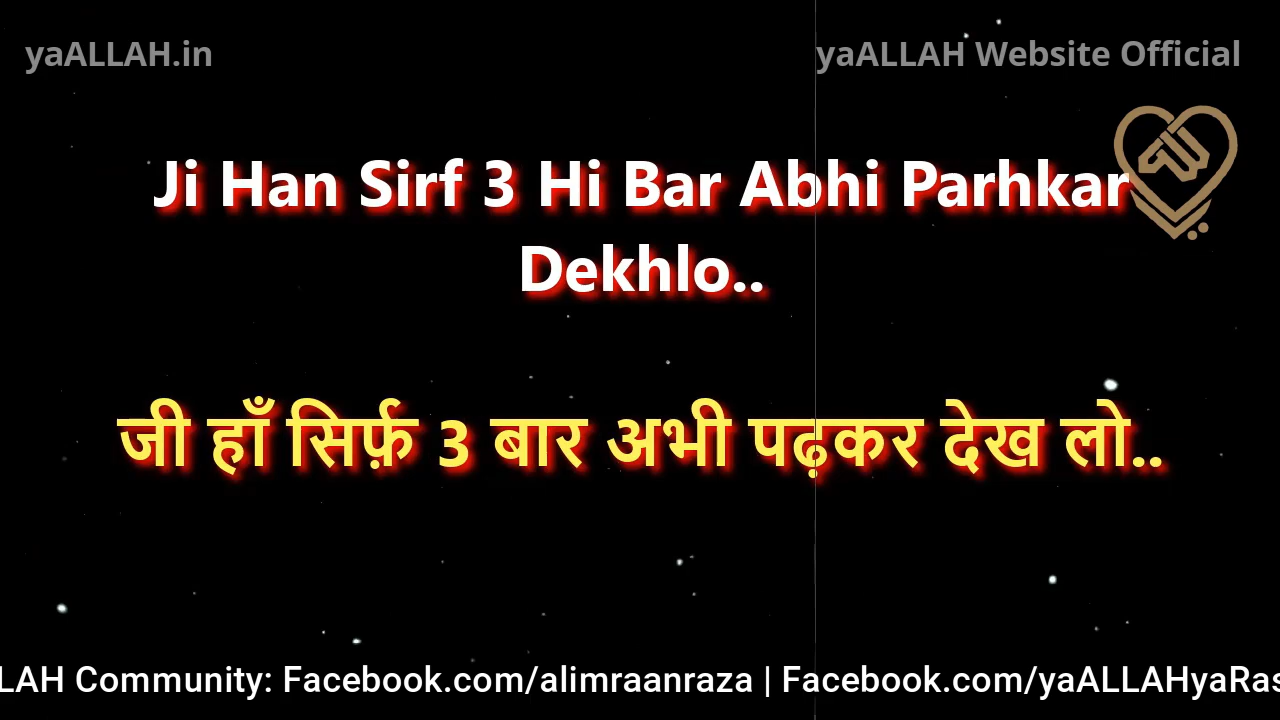 yaALLAH.in
yaALLAH Website Official
Ji Han Sirf 3 Hi Bar Abhi Parhkar
Dekhlo..
जी हाँ सिर्फ़ 3 बार अभी पढ़कर देख लो..
LAH Community: Facebook.com/alimraanraza | Facebook.com/yaALLAHyaRas